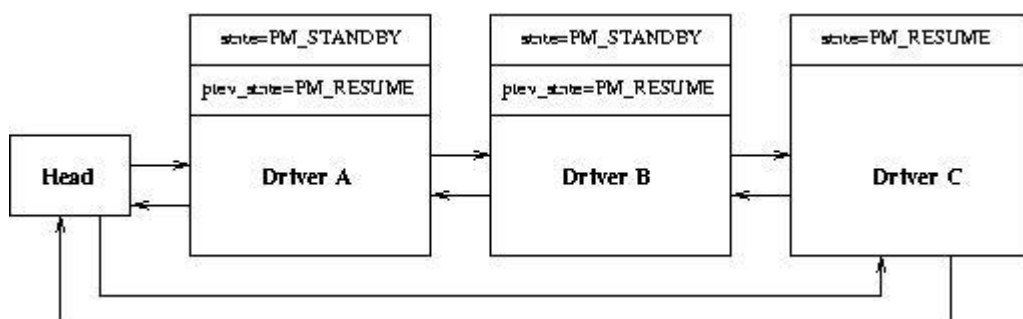 state=PM_STANDBY
state=PM_STANDBY
state=PM_RESUME
prev_state=PM_RESUME
prev_state=PM_RESUME
Head
Driver A
Driver B
Driver C